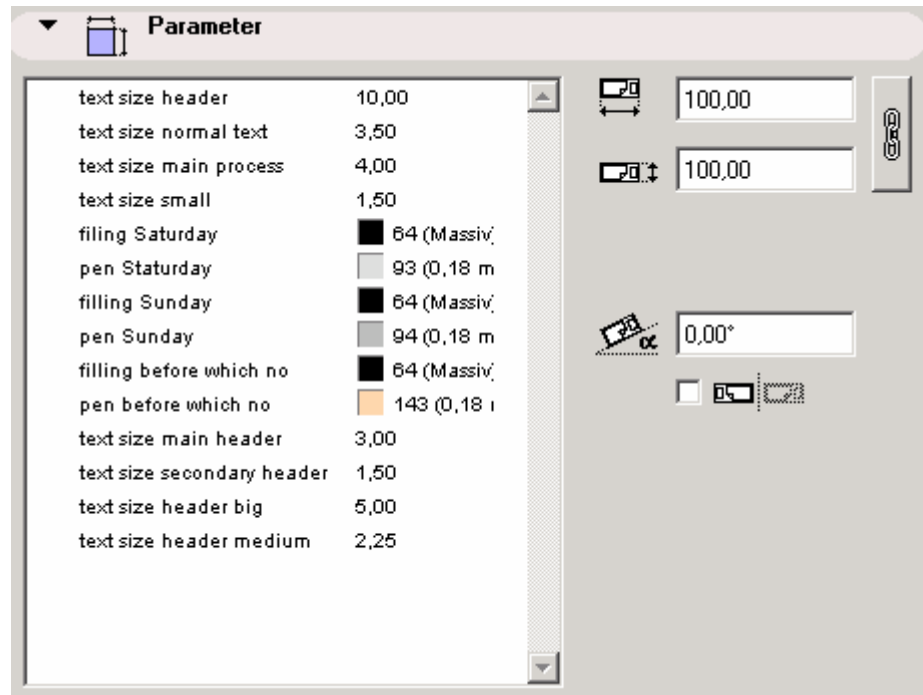 Parameter
text size header 10,00
text size normal text 3,50
text size main process 4,00
text size small 1,50
filing Saturday 64 (Massiv)
pen Staturday 93 (0,18 m
filling Sunday 64 (Massiv)
pen Sunday 94 (0,18 m
filling before which no 64 (Massiv)
pen before which no 143 (0,18
text size main header 3,00
text size secondary header 1,50
text size header big 5,00
text size header medium 2,25
100,00
100,00
α 0,00°